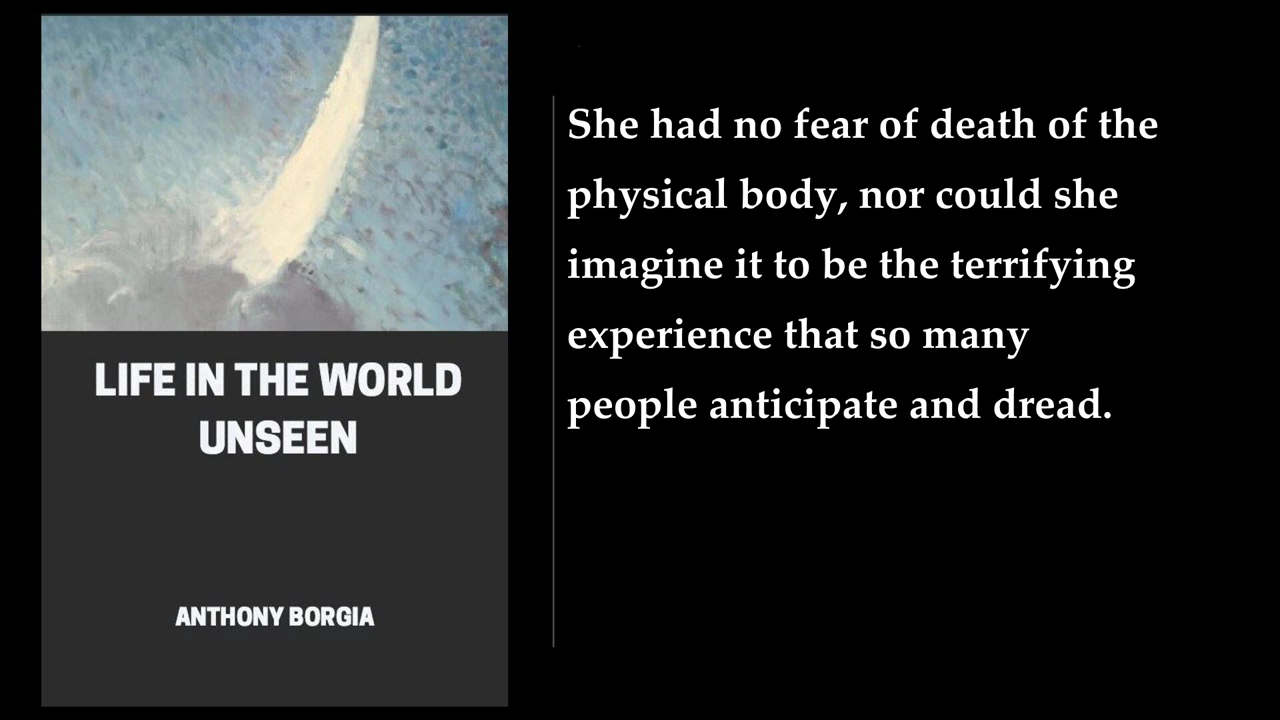 LIFE IN THE WORLD
UNSEEN
ANTHONY BORGIA
She had no fear of death of the
physical body, nor could she
imagine it to be the terrifying
experience that so many
people anticipate and dread.